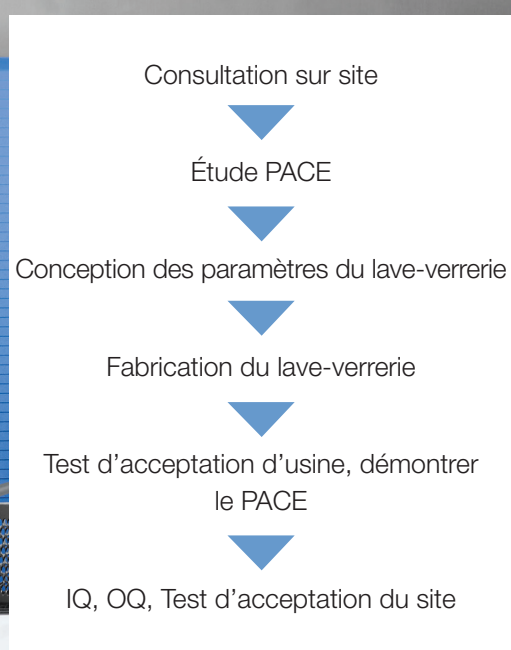 Consultation sur site
Étude PACE
Conception des paramètres du lave-verrerie
Fabrication du lave-verrerie
Test d’acceptation d’usine, démontrer
le PACE
IQ, OQ, Test d’acceptation du site